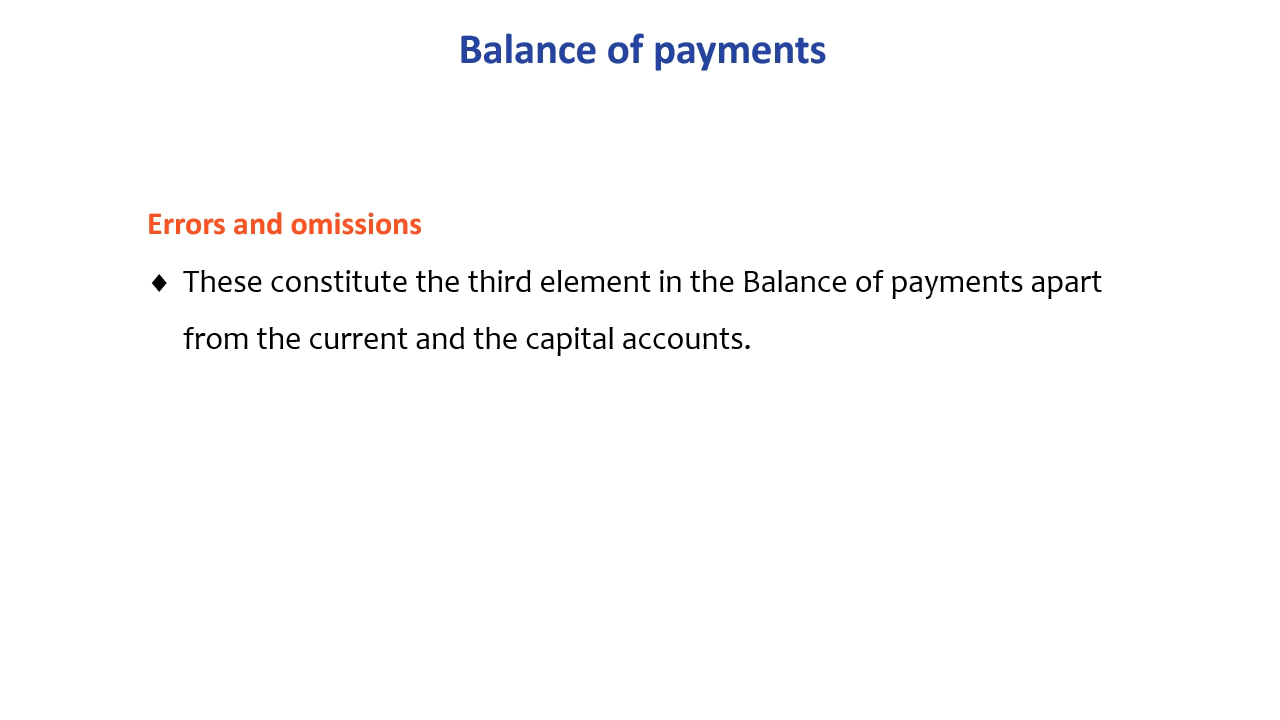 Balance of payments
Errors and omissions
♦ These constitute the third element in the Balance of payments apart
from the current and the capital accounts.